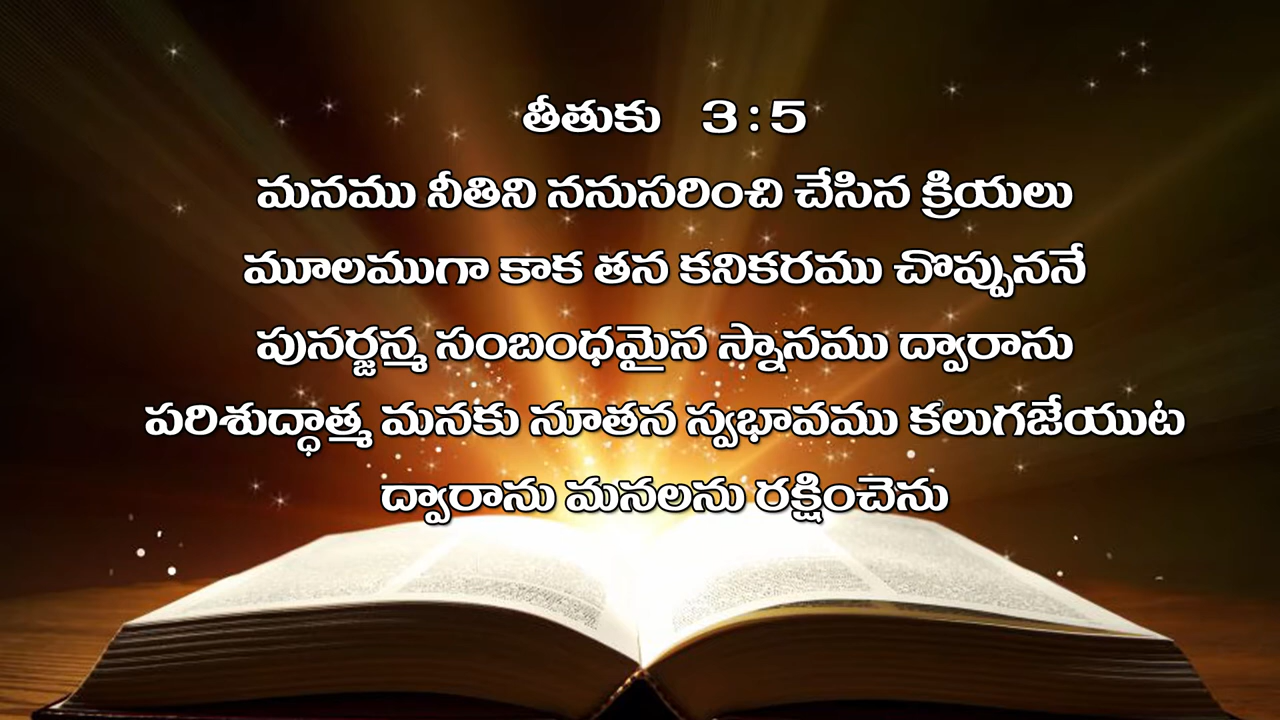 తీతుకు 3:5
మనము నీతిని ననుసరించి చేసిన క్రియలు
మూలముగా కాక తన కనికరము చొప్పుననే
పునర్జన్మ సంబంధమైన స్నానము ద్వారాను
పరిశుద్ధాత్మ మనకు నూతన స్వభావము కలుగజేయుట
ద్వారాను మనలను రక్షించెను